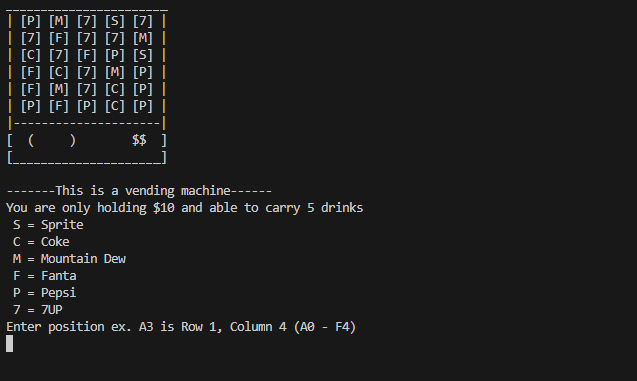 _______________________
| [P] [M] [7] [S] [7] |
| [7] [F] [7] [7] [M] |
| [C] [7] [F] [P] [S] |
| [F] [C] [7] [M] [P] |
| [F] [M] [7] [C] [P] |
| [P] [F] [P] [C] [P] |
|---------------------|
[  (     )        $$  ]
[_____________________]

-------This is a vending machine------
You are only holding $10 and able to carry 5 drinks
 S = Sprite
 C = Coke
 M = Mountain Dew
 F = Fanta
 P = Pepsi
 7 = 7UP
Enter position ex. A3 is Row 1, Column 4 (A0 - F4)